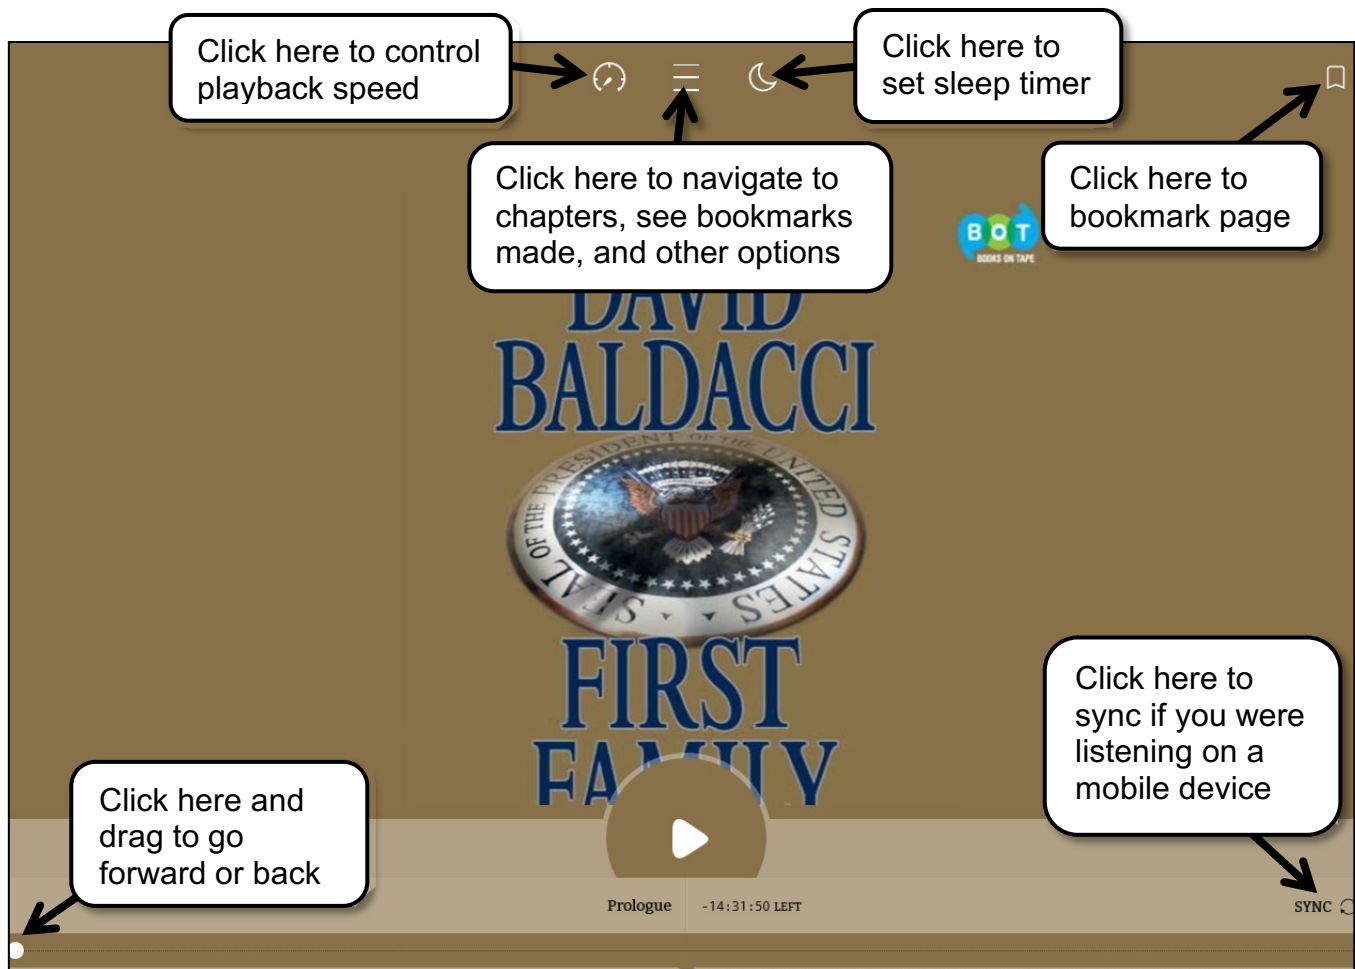 Click here to control
playback speed
Click here to
set sleep timer
Click here to navigate to
chapters, see bookmarks
made, and other options
Click here to
bookmark page
BOT
BOOKS ON TAPE
DAVID
BALDACCI
SEAL OF THE PRESIDENT OF THE UNITED STATES
FIRST
FAMILY
Click here to
sync if you were
listening on a
mobile device
Click here and
drag to go
forward or back
Prologue -14:31:50 LEFT
SYNC